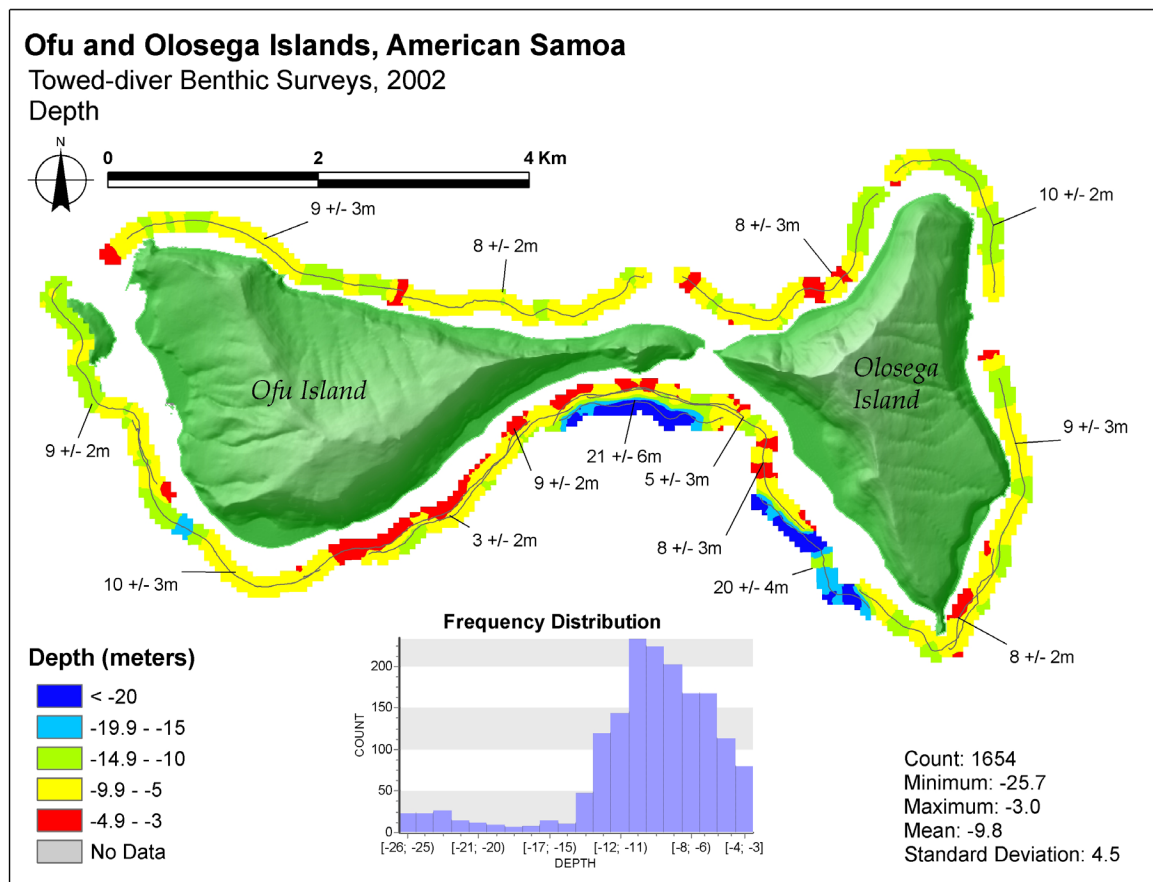 Ofu and Olosega Islands, American Samoa
Towed-diver Benthic Surveys, 2002
Depth
N
0 2 4 Km
9 +/- 3m
8 +/- 2m
8 +/- 3m
10 +/- 2m
Ofu Island
Olosega
Island
9 +/- 2m
21 +/- 6m
9 +/- 2m
5 +/- 3m
9 +/- 3m
3 +/- 2m
8 +/- 3m
10 +/- 3m
20 +/- 4m
8 +/- 2m
Depth (meters)
< -20
-19.9 - -15
-14.9 - -10
-9.9 - -5
-4.9 - -3
No Data
Frequency Distribution
COUNT
200
150
100
50
0
[-26; -25) [-21; -20) [-17; -15) [-12; -11) [-8; -6) [-4; -3]
DEPTH
Count: 1654
Minimum: -25.7
Maximum: -3.0
Mean: -9.8
Standard Deviation: 4.5